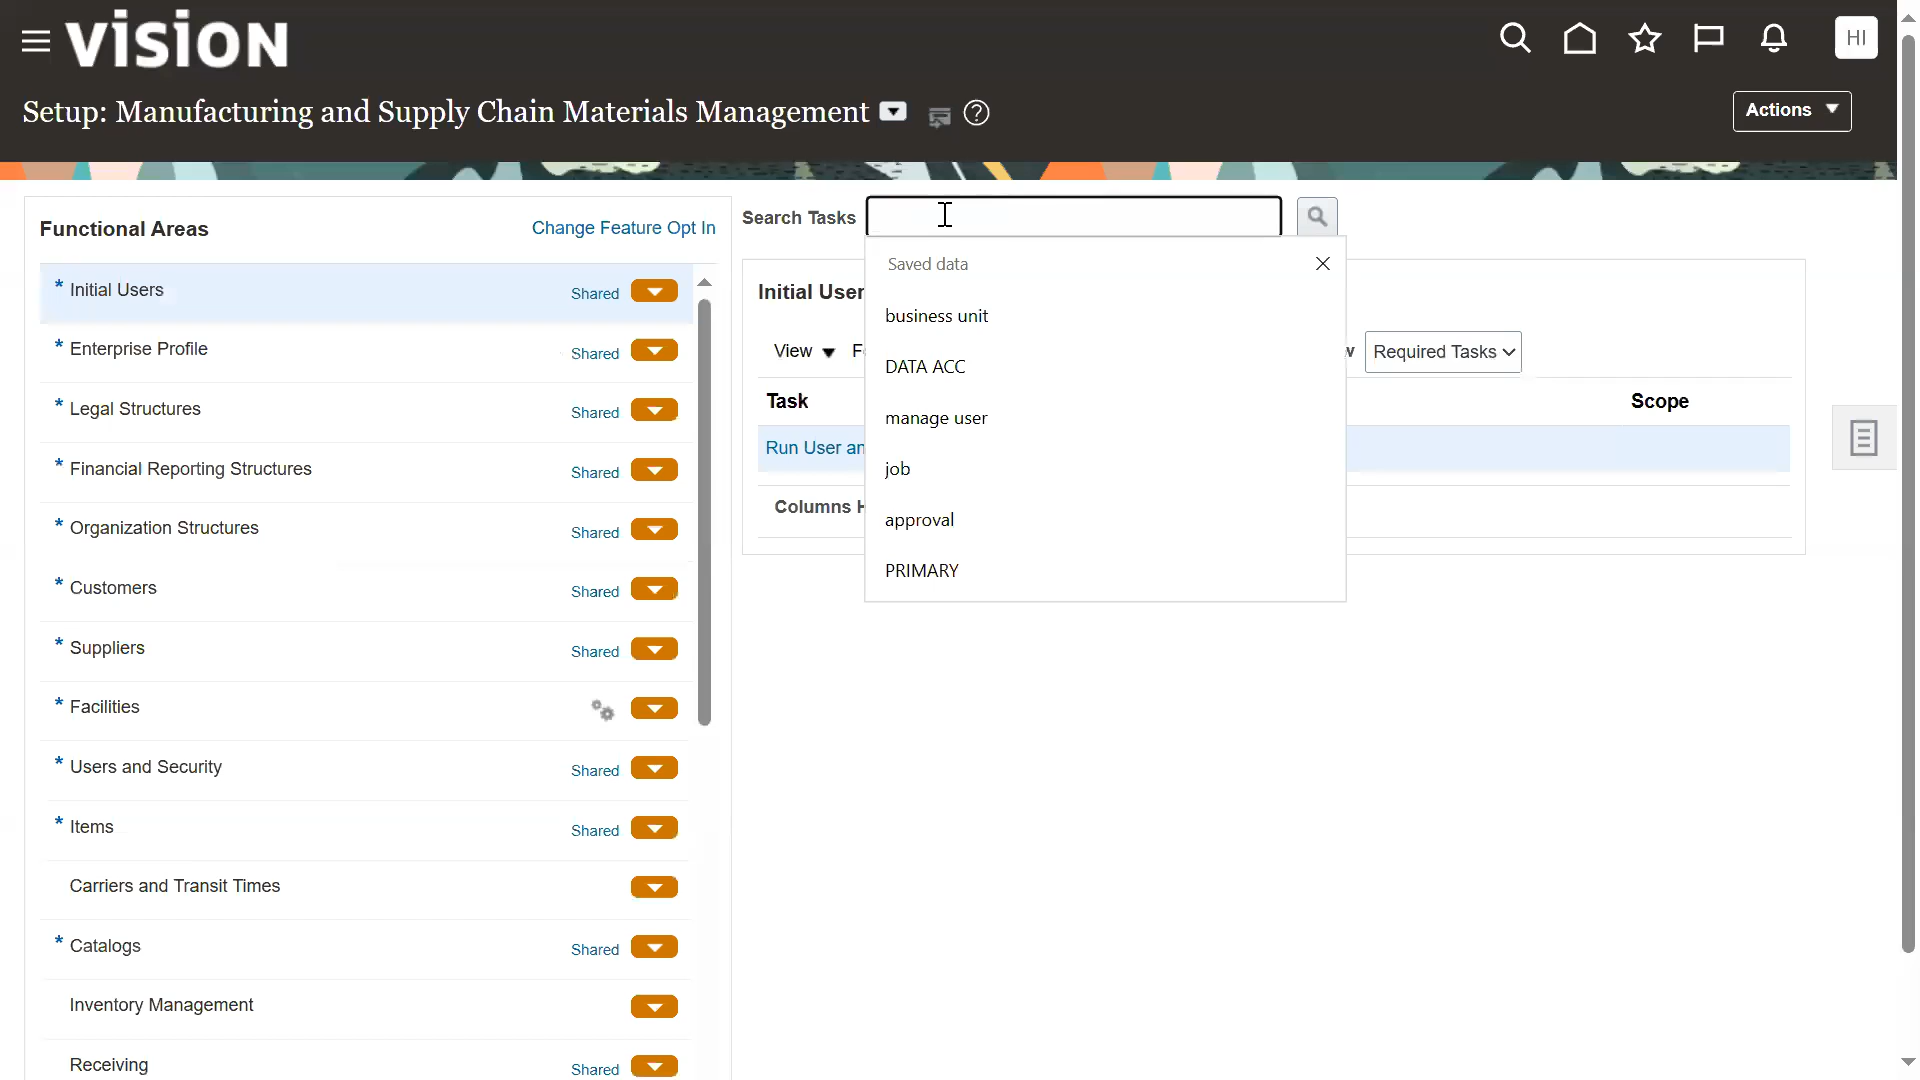 vision
HI
Setup: Manufacturing and Supply Chain Materials Management
Actions
Functional Areas
Change Feature Opt In
* Initial Users Shared
* Enterprise Profile Shared
* Legal Structures Shared
* Financial Reporting Structures Shared
* Organization Structures Shared
* Customers Shared
* Suppliers Shared
* Facilities
* Users and Security Shared
* Items Shared
Carriers and Transit Times
* Catalogs Shared
Inventory Management
Receiving Shared
Search Tasks
Saved data
business unit
DATA ACC
manage user
job
approval
PRIMARY
Initial User
View
Required Tasks
Task
Scope
Run User an
Columns H